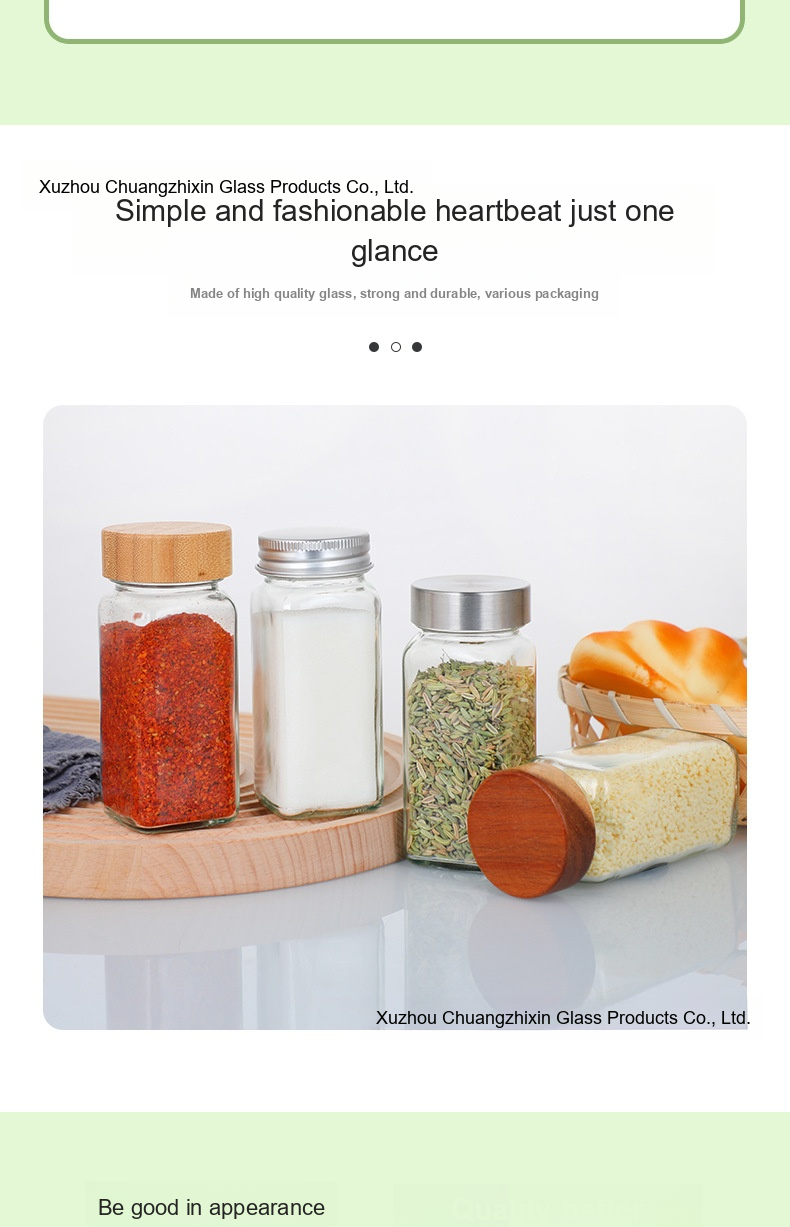 Xuzhou Chuangzhixin Glass Products Co., Ltd.
Simple and fashionable heartbeat just one
glance
Made of high quality glass, strong and durable, various packaging
Xuzhou Chuangzhixin Glass Products Co., Ltd.
Be good in appearance